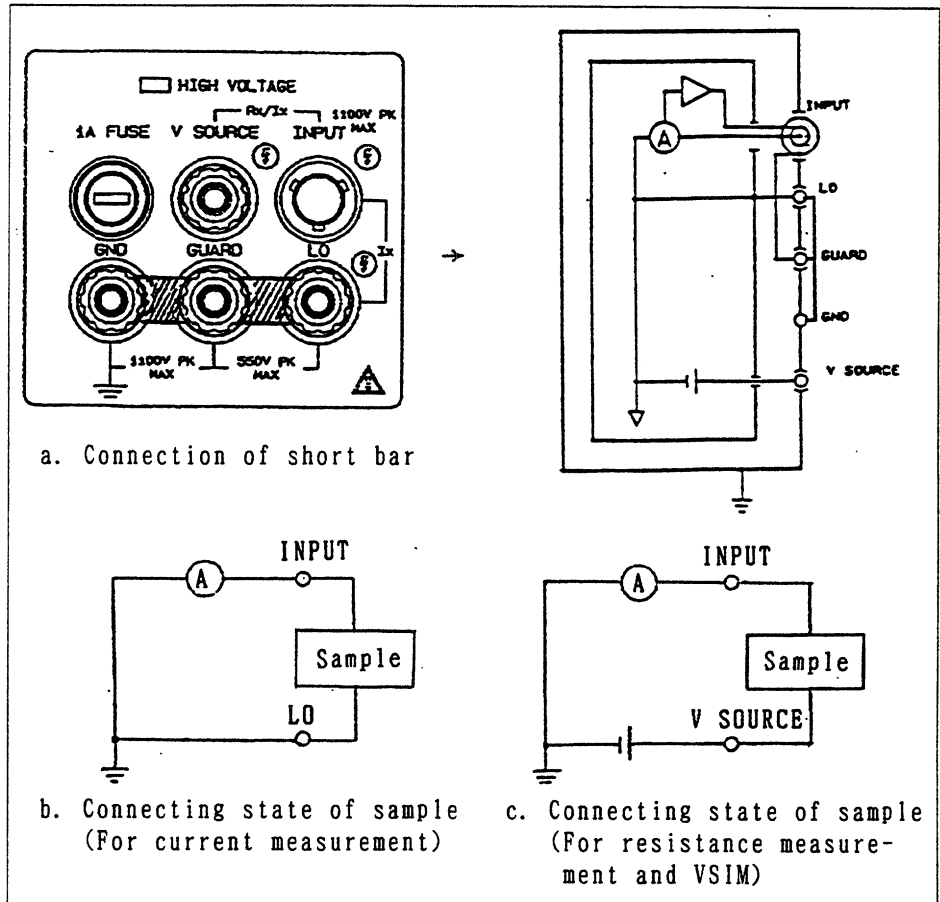 HIGH VOLTAGE
Rx/Ix
1100V PK
MAX
1A FUSE V SOURCE INPUT
GND GUARD LO
Ix
1100V PK
MAX
550V PK
MAX
INPUT
A
LO
GUARD
GND
V SOURCE
a. Connection of short bar
INPUT
A
Sample
LO
b. Connecting state of sample
(For current measurement)
INPUT
A
Sample
V SOURCE
c. Connecting state of sample
(For resistance measure-
ment and VSIM)